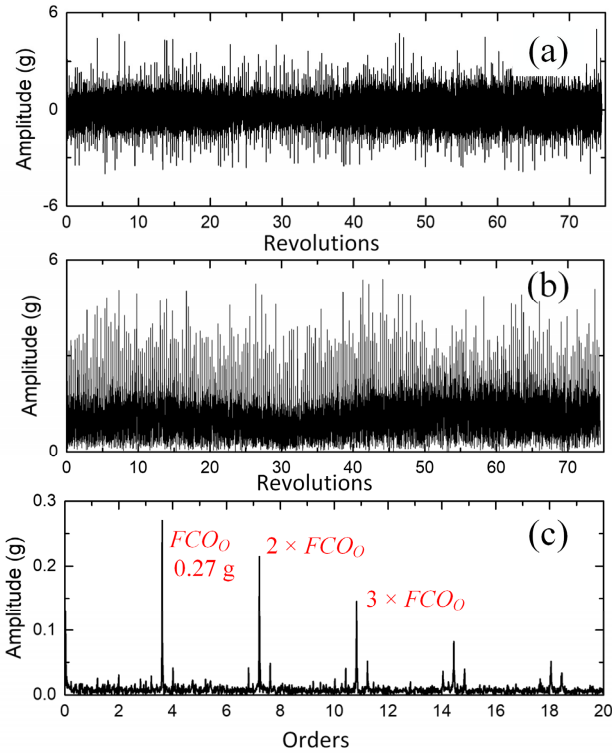 6
(a)
Amplitude (g)
0
-6
0 10 20 30 40 50 60 70
Revolutions
6
(b)
Amplitude (g)
0
0 10 20 30 40 50 60 70
Revolutions
0.3
(c)
FCO_O 2 × FCO_O
0.27 g
0.2
Amplitude (g)
3 × FCO_O
0.1
0.0
0 2 4 6 8 10 12 14 16 18 20
Orders